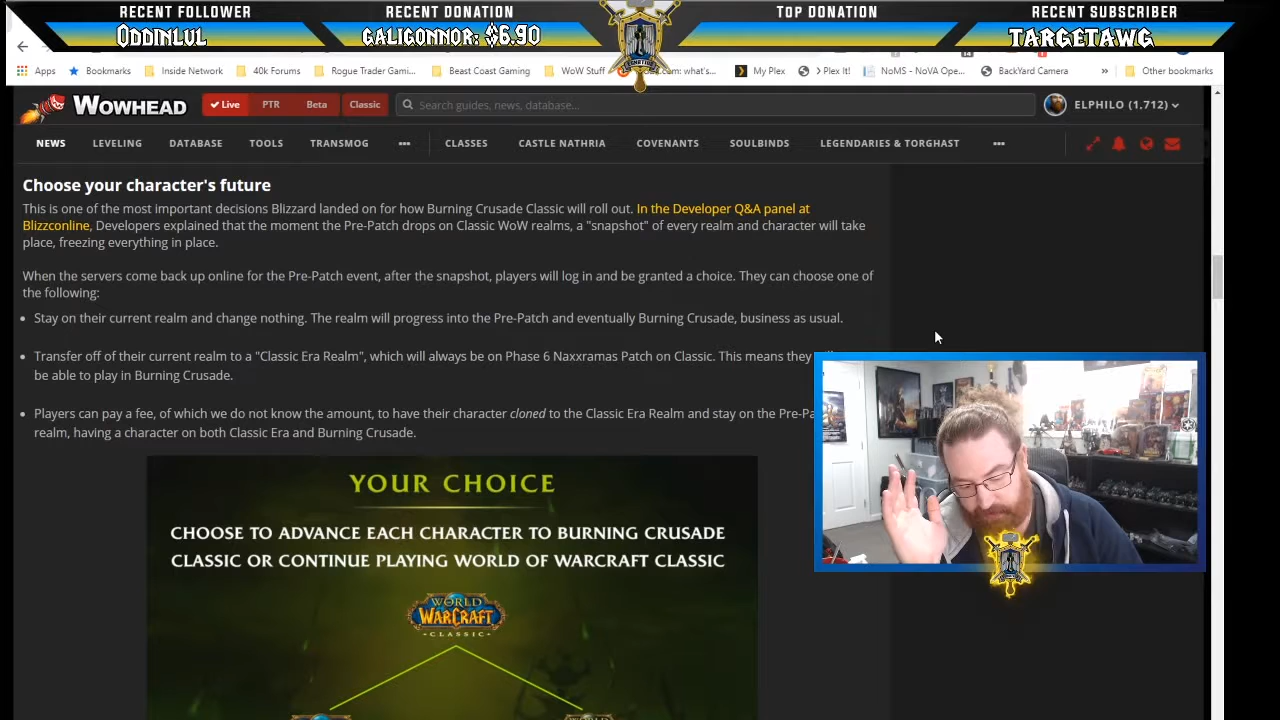 RECENT FOLLOWER
RECENT DONATION
TOP DONATION
RECENT SUBSCRIBER
ODDINLUL
GALIGONNOR: $6.90
TARGETAWG
Apps
Bookmarks
Inside Network
40k Forums
Rogue Trader Gami...
Beast Coast Gaming
WoW Stuff
.com: what's...
My Plex
> Plex It!
NoMS - NoVA Ope...
BackYard Camera
»
Other bookmarks
WOWHEAD
Live
PTR
Beta
Classic
Search guides, news, database...
ELPHILO (1,712)
NEWS
LEVELING
DATABASE
TOOLS
TRANSMOG
CLASSES
CASTLE NATHRIA
COVENANTS
SOULBINDS
LEGENDARIES & TORGHAST
Choose your character's future
This is one of the most important decisions Blizzard landed on for how Burning Crusade Classic will roll out. In the Developer Q&A panel at
Blizzconline, Developers explained that the moment the Pre-Patch drops on Classic WoW realms, a "snapshot" of every realm and character will take
place, freezing everything in place.
When the servers come back up online for the Pre-Patch event, after the snapshot, players will log in and be granted a choice. They can choose one of
the following:
• Stay on their current realm and change nothing. The realm will progress into the Pre-Patch and eventually Burning Crusade, business as usual.
• Transfer off of their current realm to a "Classic Era Realm", which will always be on Phase 6 Naxxramas Patch on Classic. This means they
be able to play in Burning Crusade.
• Players can pay a fee, of which we do not know the amount, to have their character cloned to the Classic Era Realm and stay on the Pre-Pa
realm, having a character on both Classic Era and Burning Crusade.
YOUR CHOICE
CHOOSE TO ADVANCE EACH CHARACTER TO BURNING CRUSADE
CLASSIC OR CONTINUE PLAYING WORLD OF WARCRAFT CLASSIC
WORLD
WARCRAFT
CLASSIC